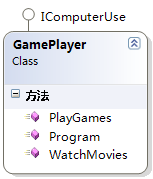 IComputerUse
GamePlayer
Class
方法
PlayGames
Program
WatchMovies